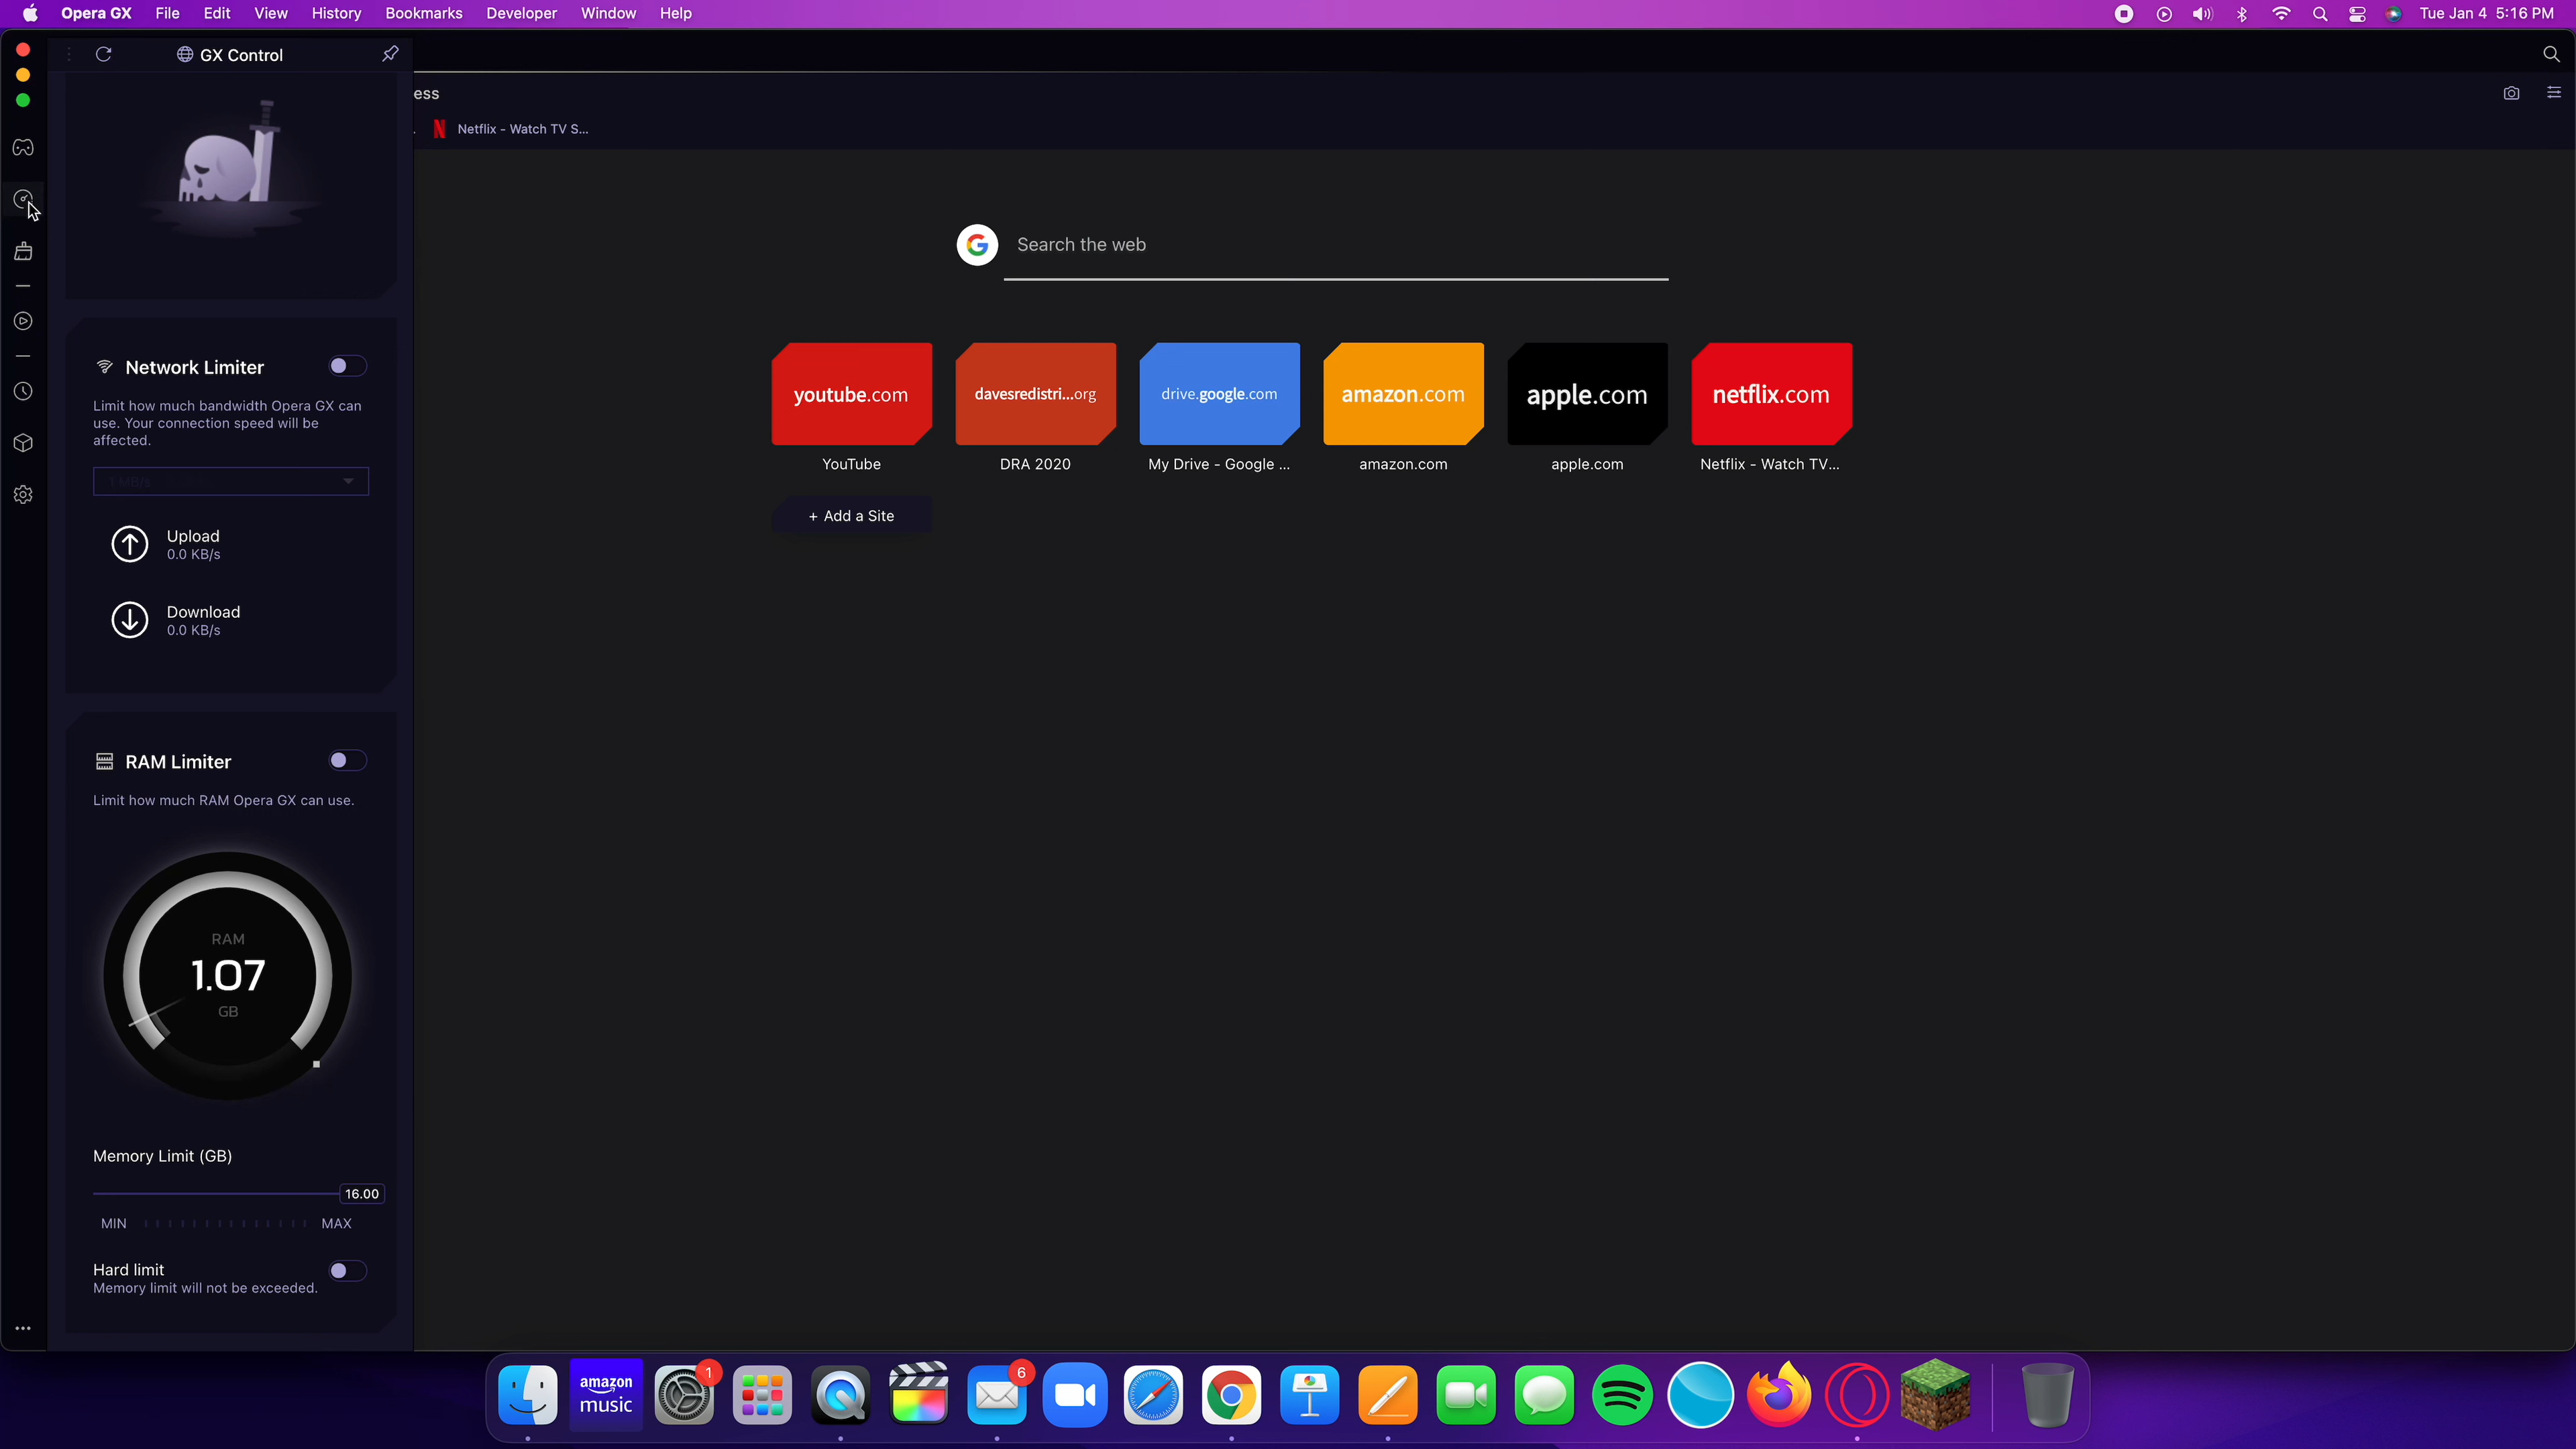 Opera GX File Edit View History Bookmarks Developer Window Help Tue Jan 4 5:16 PM
GX Control
ess
Netflix - Watch TV S...
Search the web
Network Limiter
Limit how much bandwidth Opera GX can
use. Your connection speed will be
affected.
1 MB/s
Upload
0.0 KB/s
Download
0.0 KB/s
youtube.com davesredistri...org drive.google.com amazon.com apple.com netflix.com
YouTube DRA 2020 My Drive - Google ... amazon.com apple.com Netflix - Watch TV...
+ Add a Site
RAM Limiter
Limit how much RAM Opera GX can use.
RAM
1.07
GB
Memory Limit (GB)
16.00
MIN MAX
Hard limit
Memory limit will not be exceeded.
1 6
amazon
music